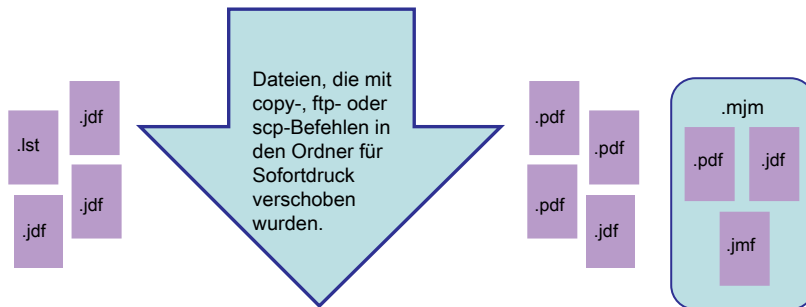 .lst
.jdf
.jdf
.jdf
Dateien, die mit
copy-, ftp- oder
scp-Befehlen in
den Ordner für
Sofortdruck
verschoben
wurden.
.pdf
.pdf
.pdf
.jdf
.mjm
.pdf
.jdf
.jmf